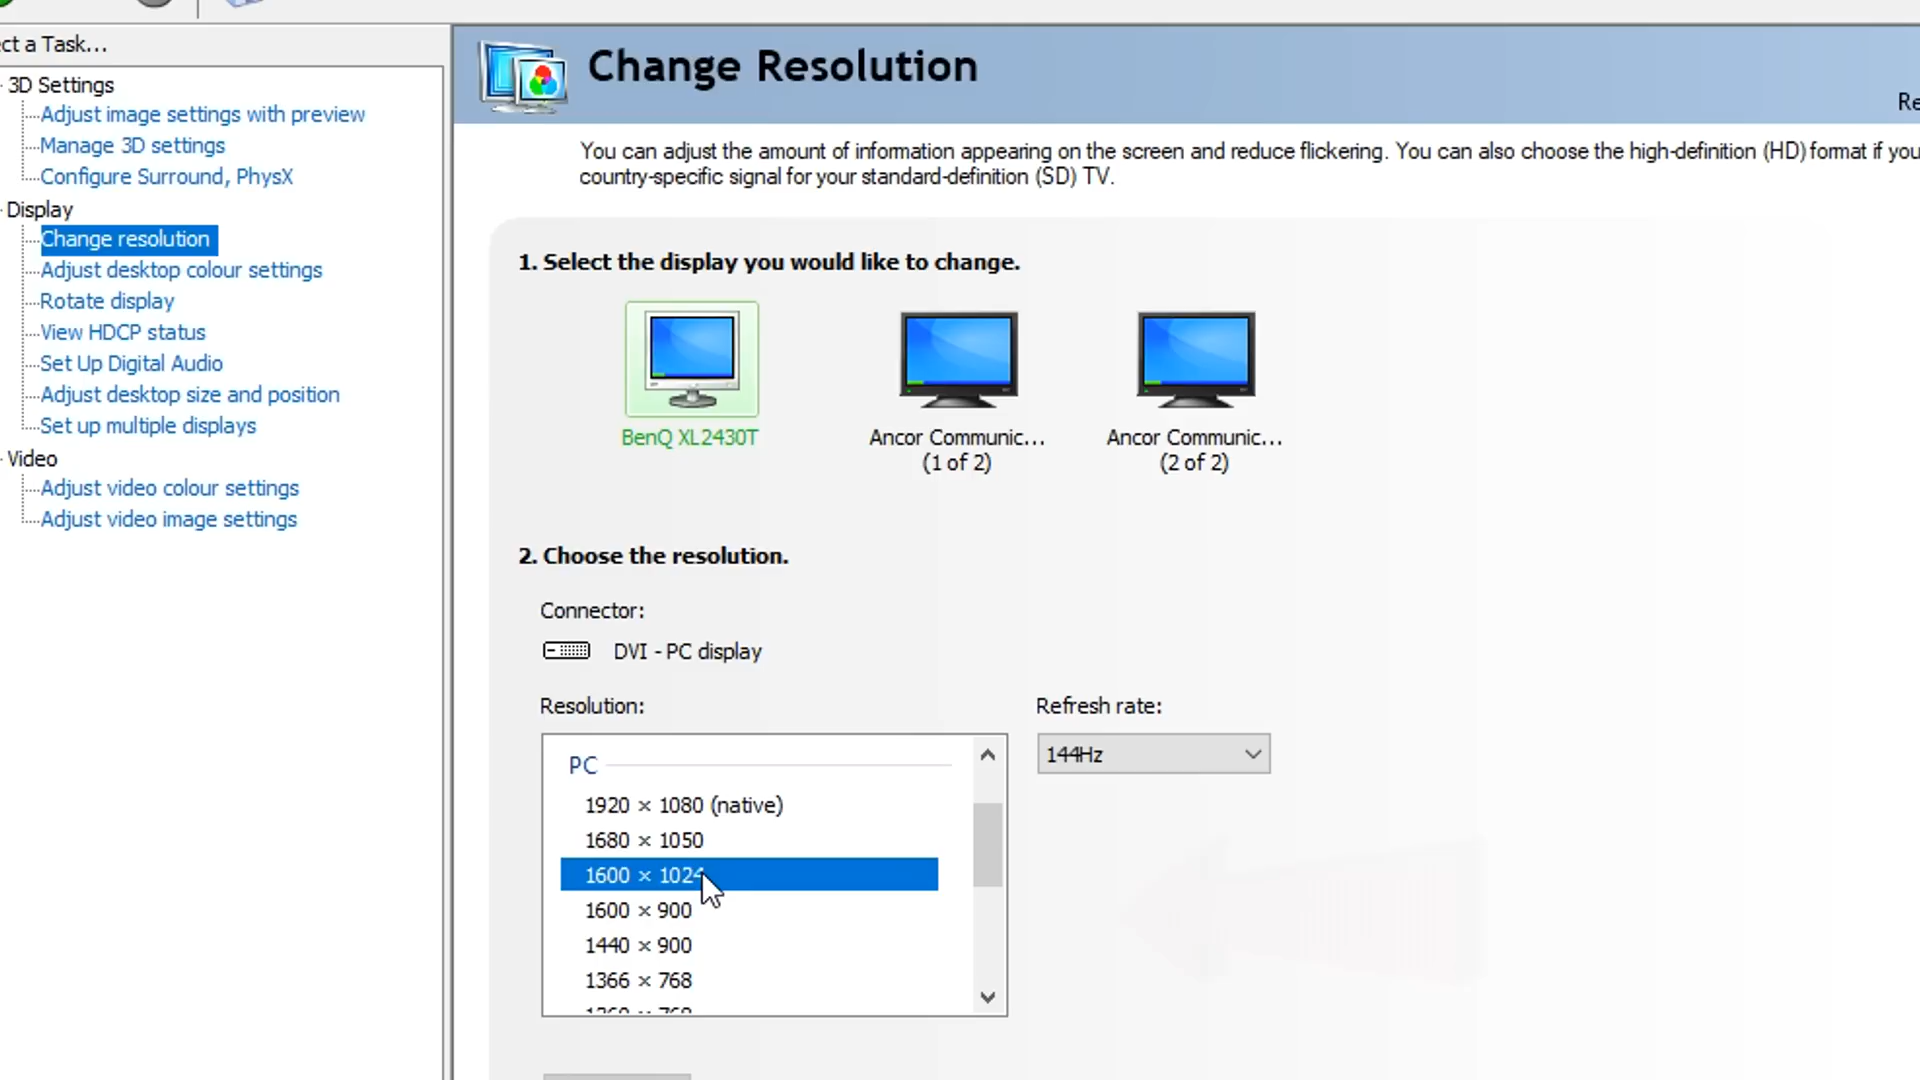 ct a Task...
3D Settings
Adjust image settings with preview
Manage 3D settings
Configure Surround, PhysX
Display
Change resolution
Adjust desktop colour settings
Rotate display
View HDCP status
Set Up Digital Audio
Adjust desktop size and position
Set up multiple displays
Video
Adjust video colour settings
Adjust video image settings
Change Resolution
Re
You can adjust the amount of information appearing on the screen and reduce flickering. You can also choose the high-definition (HD) format if you
country-specific signal for your standard-definition (SD) TV.
1. Select the display you would like to change.
BenQ XL2430T
Ancor Communic...
(1 of 2)
Ancor Communic...
(2 of 2)
2. Choose the resolution.
Connector:
DVI - PC display
Resolution:
Refresh rate:
144Hz
PC
1920 × 1080 (native)
1680 × 1050
1600 × 1024
1600 × 900
1440 × 900
1366 × 768